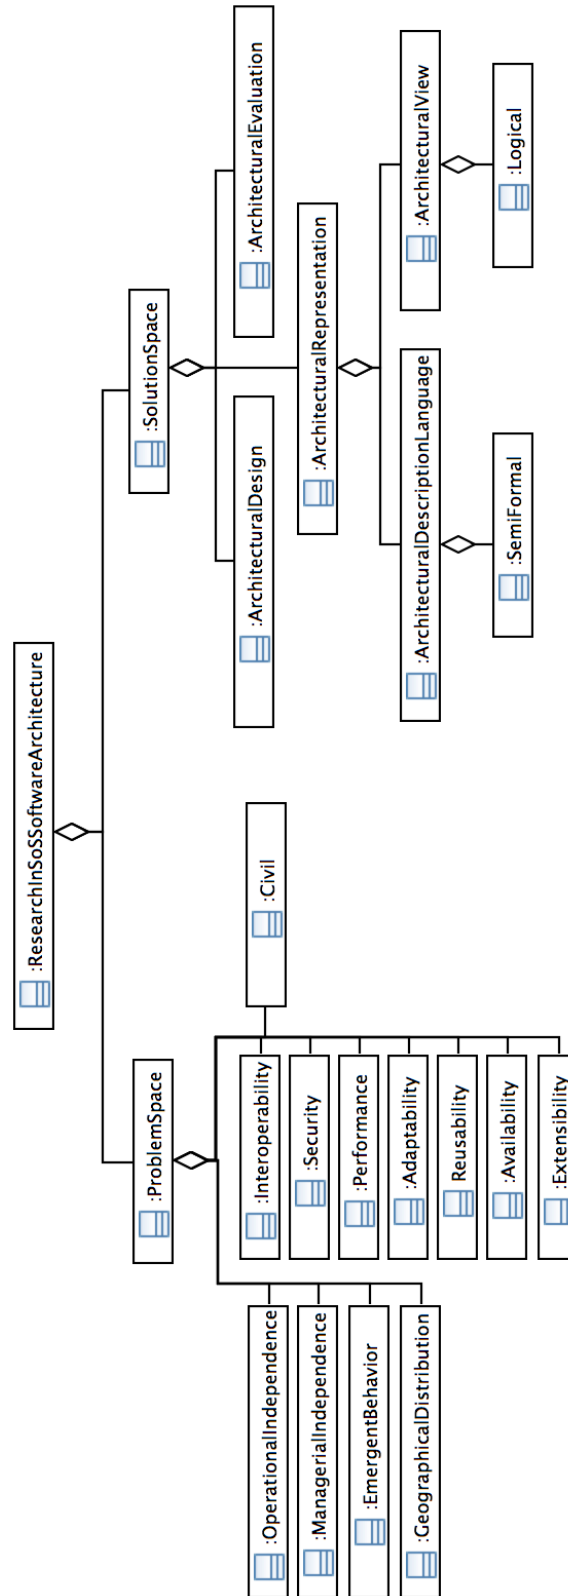 :ResearchInSoSSoftwareArchitecture
:ProblemSpace
:SolutionSpace
:OperationalIndependence
:ManagerialIndependence
:EmergentBehavior
:GeographicalDistribution
:Interoperability
:Security
:Performance
:Adaptability
Reusability
:Availability
:Extensibility
:Civil
:ArchitecturalDesign
:ArchitecturalEvaluation
:ArchitecturalRepresentation
:ArchitecturalDescriptionLanguage
:ArchitecturalView
:SemiFormal
:Logical